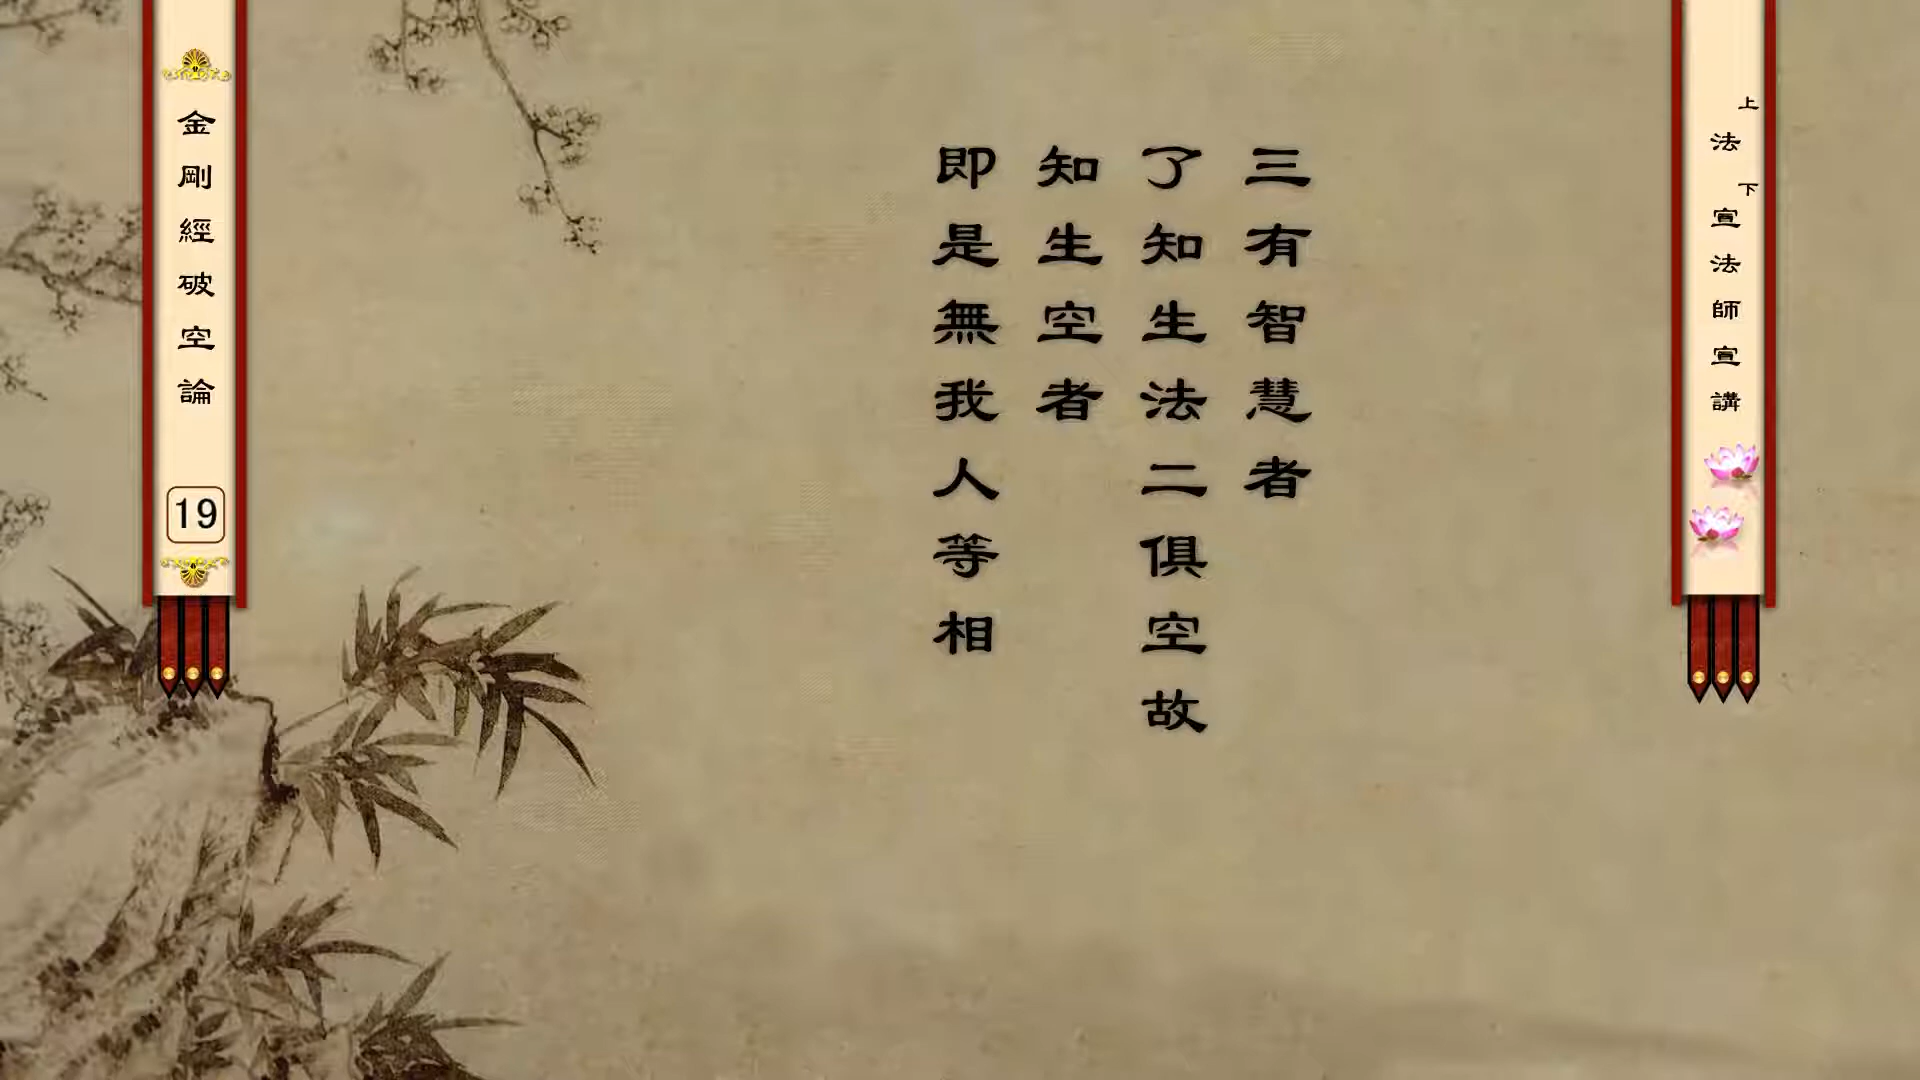 三有智慧者
了知生法二俱空故
知生空者
即是無我人等相
金剛經破空論
19
上法下宣法師宣講